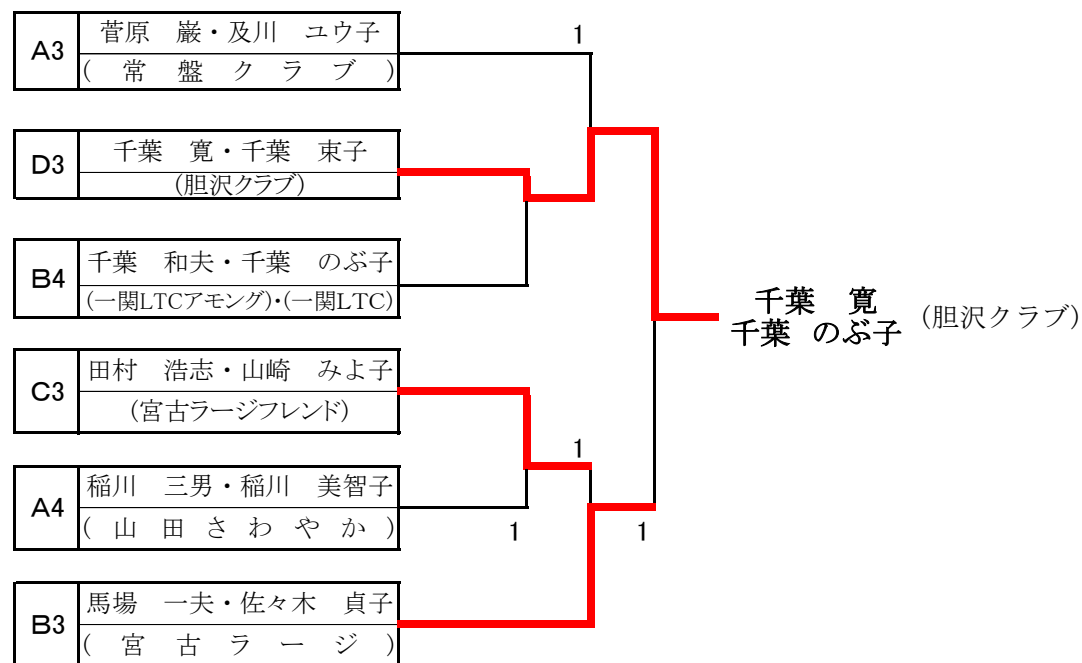 1
A3
菅原　巌・及川　ユウ子
(　常　盤　ク　ラ　ブ　)
D3
千葉　寛・千葉　束子
(胆沢クラブ)
B4
千葉　和夫・千葉　のぶ子
(一関LTCアモング)・(一関LTC)
千葉　寛
千葉　のぶ子
(胆沢クラブ)
C3
田村　浩志・山崎　みよ子
(宮古ラージフレンド)
1
A4
稲川　三男・稲川　美智子
(　山　田　さ　わ　や　か　)
1
1
B3
馬場　一夫・佐々木　貞子
(　宮　古　ラ　ー　ジ　)